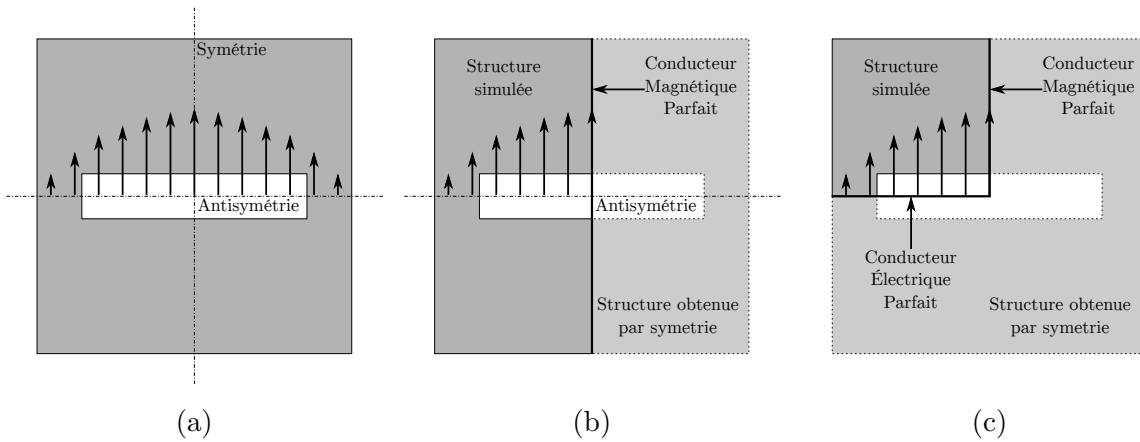 Symétrie
Antisymétrie
(a)
Structure
simulée
Conducteur
Magnétique
Parfait
Antisymétrie
Structure obtenue
par symetrie
(b)
Structure
simulée
Conducteur
Magnétique
Parfait
Conducteur
Électrique
Parfait
Structure obtenue
par symetrie
(c)